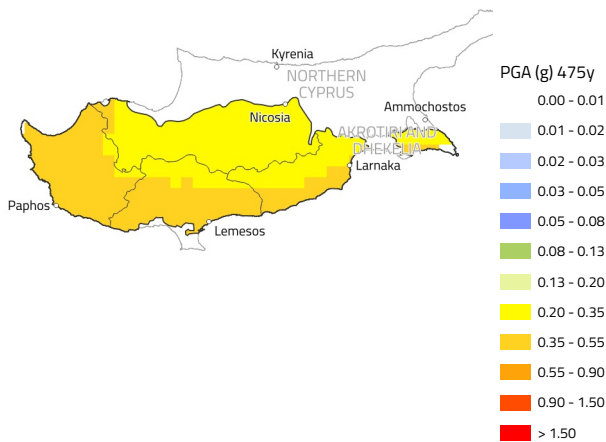 Kyrenia
NORTHERN
CYPRUS
Ammochostos
Nicosia
AKROTIRI AND
DHEKELIA
Larnaka
Paphos
Lemesos
PGA (g) 475y
0.00 - 0.01
0.01 - 0.02
0.02 - 0.03
0.03 - 0.05
0.05 - 0.08
0.08 - 0.13
0.13 - 0.20
0.20 - 0.35
0.35 - 0.55
0.55 - 0.90
0.90 - 1.50
> 1.50